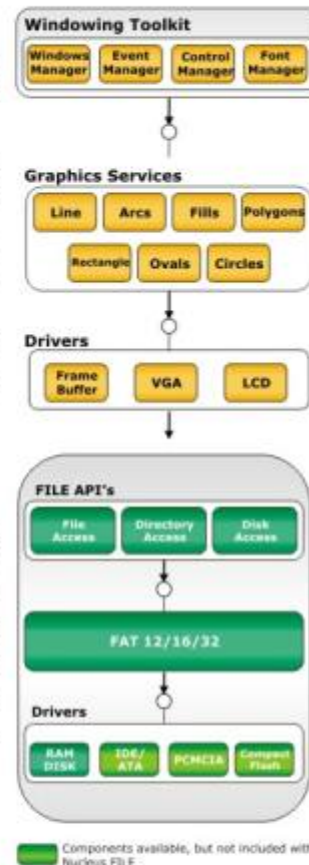 Windowing Toolkit
Windows Event Control Font
Manager Manager Manager Manager
Graphics Services
Line Arcs Fills Polygons
Rectangle Ovals Circles
Drivers
Frame
Buffer VGA LCD
FILE API's
File Directory Disk
Access Access Access
FAT 12/16/32
Drivers
RAM IDE/ PCMCIA Compact
DISK ATA Flash
Components available, but not included with
Nucleus FILE